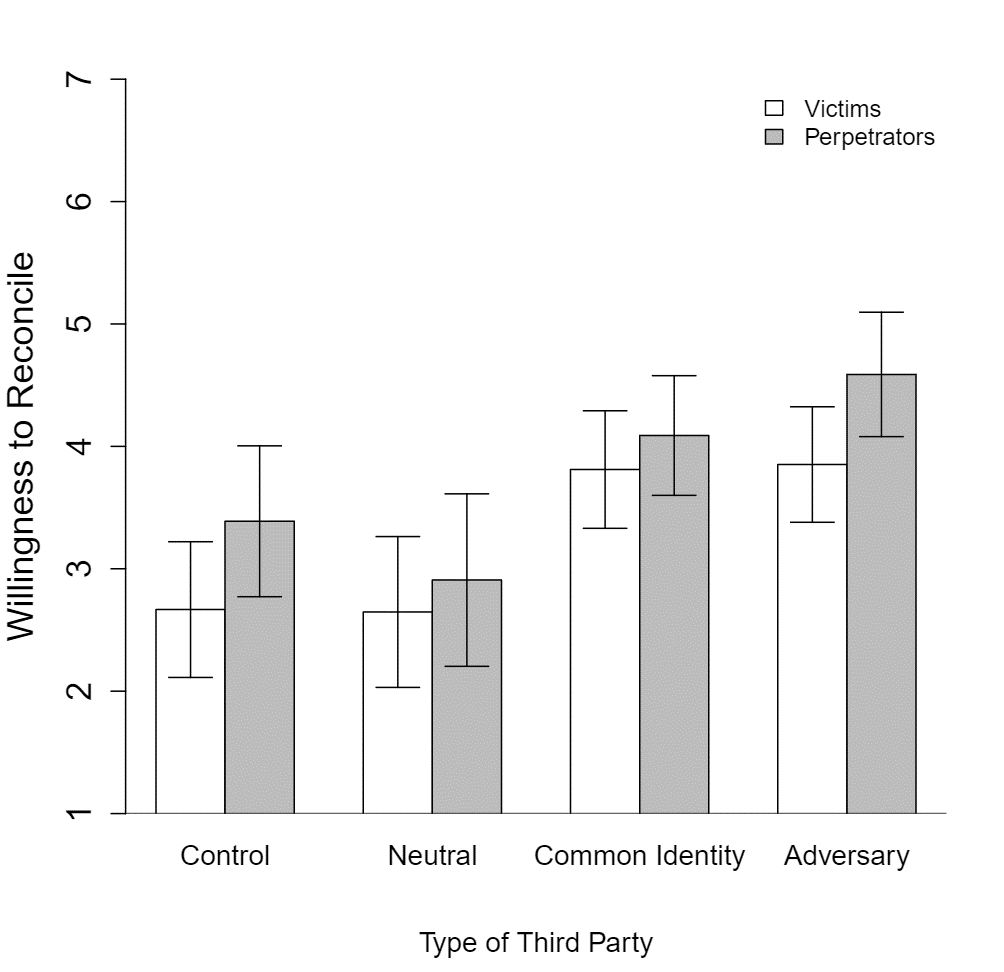 7
6
5
4
3
2
1
Willingness to Reconcile
Victims
Perpetrators
Control
Neutral
Common Identity
Adversary
Type of Third Party